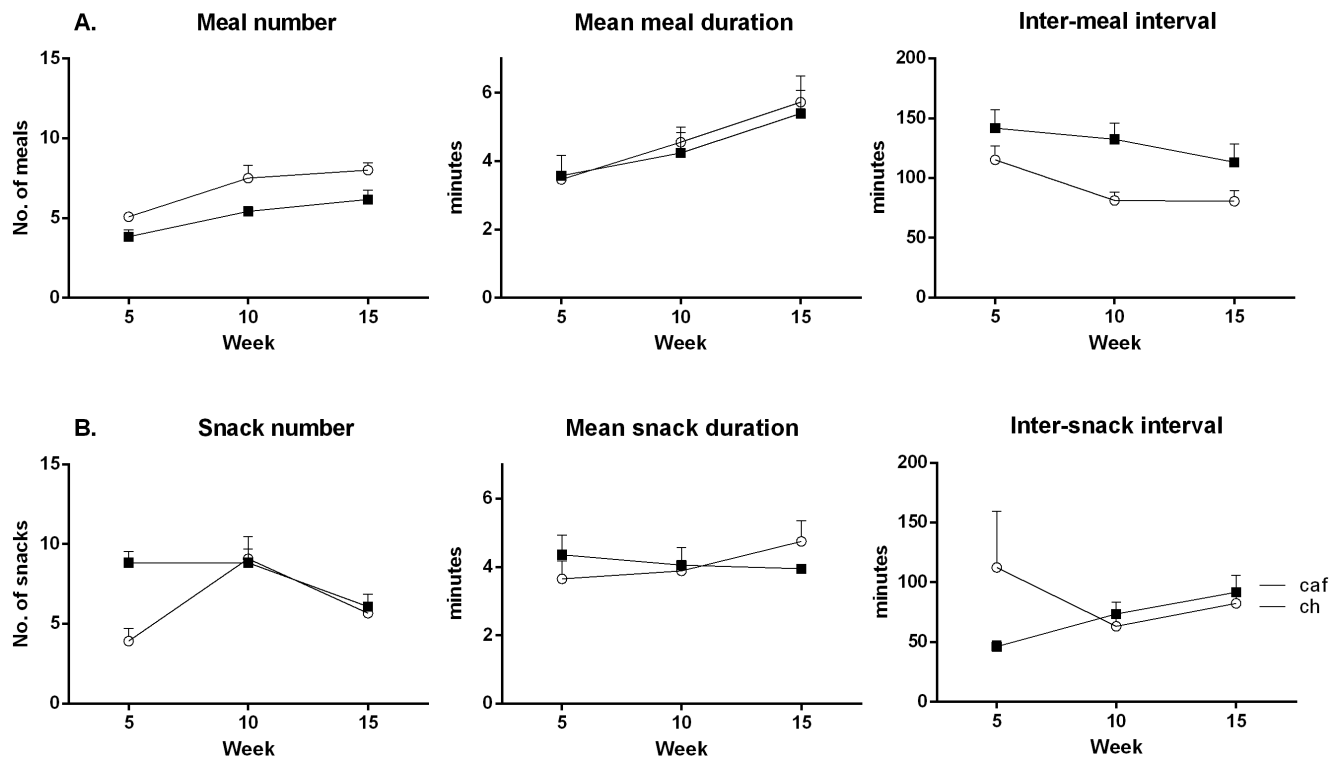 A.
Meal number
No. of meals
15
10
5
0
5 10 15
Week
Mean meal duration
minutes
6
4
2
0
5 10 15
Week
Inter-meal interval
minutes
200
150
100
50
0
5 10 15
Week
B.
Snack number
No. of snacks
15
10
5
0
5 10 15
Week
Mean snack duration
minutes
6
4
2
0
5 10 15
Week
Inter-snack interval
minutes
200
150
100
50
0
5 10 15
Week
caf
ch